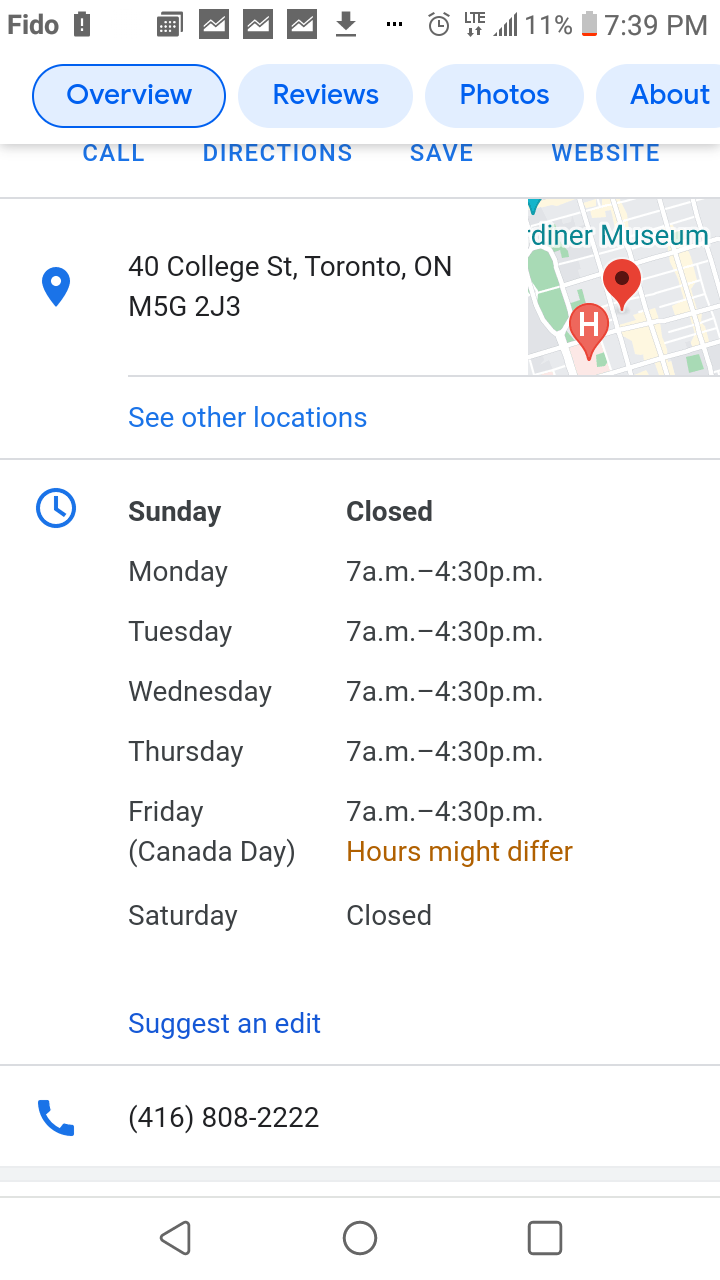 Fido LTE 11% 7:39 PM
Overview Reviews Photos About
CALL DIRECTIONS SAVE WEBSITE
rdiner Museum
40 College St, Toronto, ON
M5G 2J3
H
See other locations
Sunday Closed
Monday 7a.m.–4:30p.m.
Tuesday 7a.m.–4:30p.m.
Wednesday 7a.m.–4:30p.m.
Thursday 7a.m.–4:30p.m.
Friday 7a.m.–4:30p.m.
(Canada Day) Hours might differ
Saturday Closed
Suggest an edit
(416) 808-2222